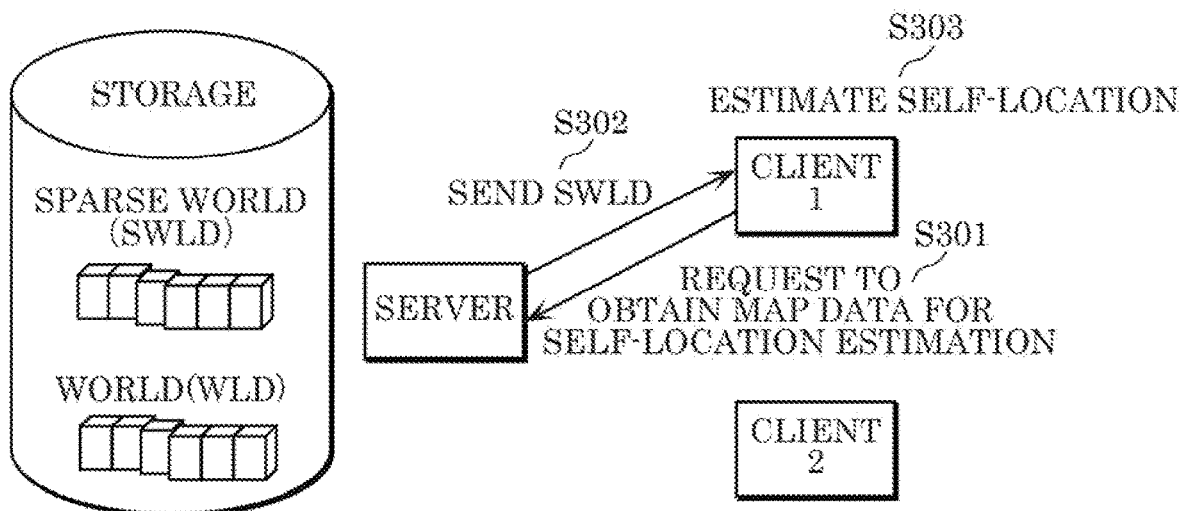 STORAGE
SPARSE WORLD
(SWLD)
WORLD(WLD)
SERVER
S302
SEND SWLD
S303
ESTIMATE SELF-LOCATION
CLIENT
1
S301
REQUEST TO
OBTAIN MAP DATA FOR
SELF-LOCATION ESTIMATION
CLIENT
2